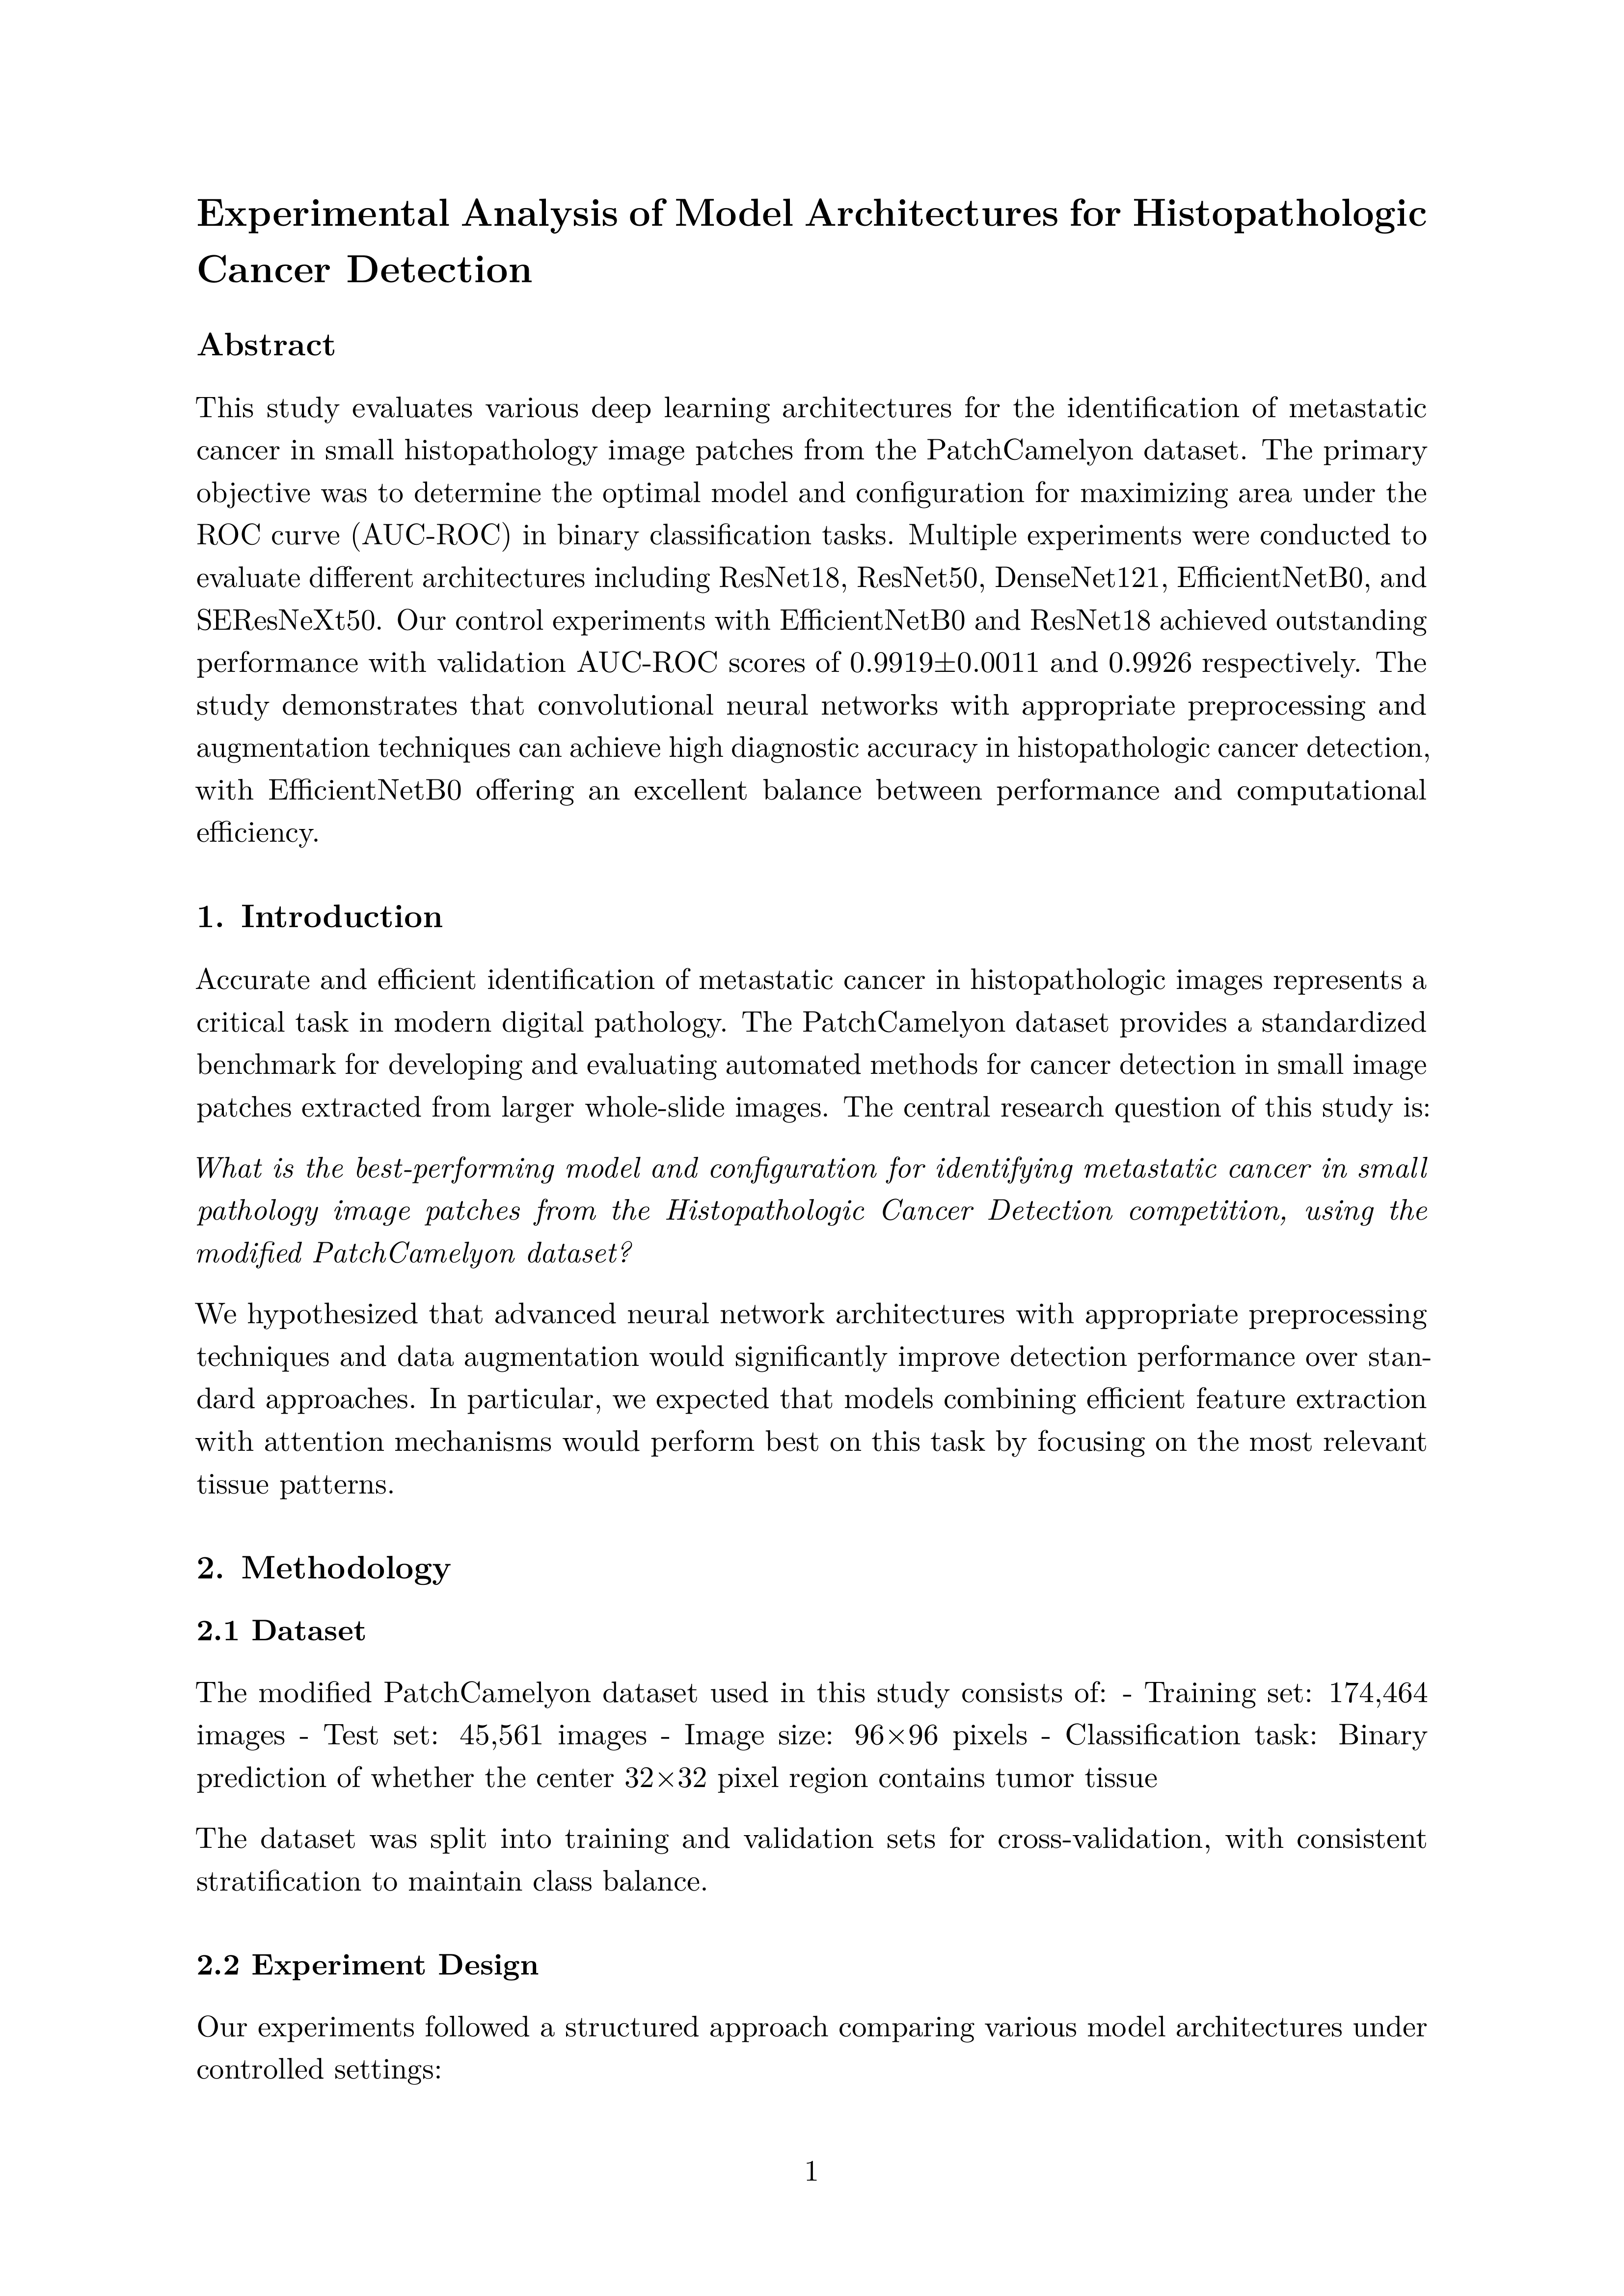 Experimental Analysis of Model Architectures for Histopathologic
Cancer Detection
Abstract
This study evaluates various deep learning architectures for the identification of metastatic
cancer in small histopathology image patches from the PatchCamelyon dataset. The primary
objective was to determine the optimal model and configuration for maximizing area under the
ROC curve (AUC-ROC) in binary classification tasks. Multiple experiments were conducted to
evaluate different architectures including ResNet18, ResNet50, DenseNet121, EfficientNetB0, and
SEResNeXt50. Our control experiments with EfficientNetB0 and ResNet18 achieved outstanding
performance with validation AUC-ROC scores of 0.9919±0.0011 and 0.9926 respectively. The
study demonstrates that convolutional neural networks with appropriate preprocessing and
augmentation techniques can achieve high diagnostic accuracy in histopathologic cancer detection,
with EfficientNetB0 offering an excellent balance between performance and computational
efficiency.
1. Introduction
Accurate and efficient identification of metastatic cancer in histopathologic images represents a
critical task in modern digital pathology. The PatchCamelyon dataset provides a standardized
benchmark for developing and evaluating automated methods for cancer detection in small image
patches extracted from larger whole-slide images. The central research question of this study is:
What is the best-performing model and configuration for identifying metastatic cancer in small
pathology image patches from the Histopathologic Cancer Detection competition, using the
modified PatchCamelyon dataset?
We hypothesized that advanced neural network architectures with appropriate preprocessing
techniques and data augmentation would significantly improve detection performance over stan-
dard approaches. In particular, we expected that models combining efficient feature extraction
with attention mechanisms would perform best on this task by focusing on the most relevant
tissue patterns.
2. Methodology
2.1 Dataset
The modified PatchCamelyon dataset used in this study consists of: - Training set: 174,464
images - Test set: 45,561 images - Image size: 96×96 pixels - Classification task: Binary
prediction of whether the center 32×32 pixel region contains tumor tissue
The dataset was split into training and validation sets for cross-validation, with consistent
stratification to maintain class balance.
2.2 Experiment Design
Our experiments followed a structured approach comparing various model architectures under
controlled settings:
1